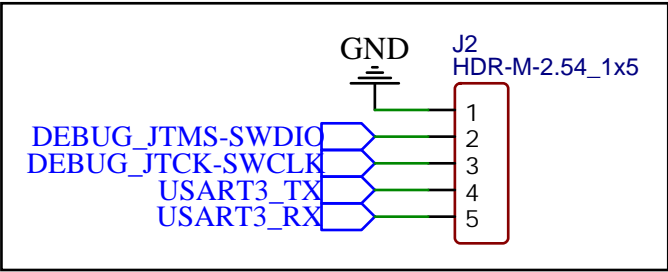 GND
J2
HDR-M-2.54_1x5
1
DEBUG_JTMS-SWDIO
2
DEBUG_JTCK-SWCLK
3
USART3_TX
4
USART3_RX
5